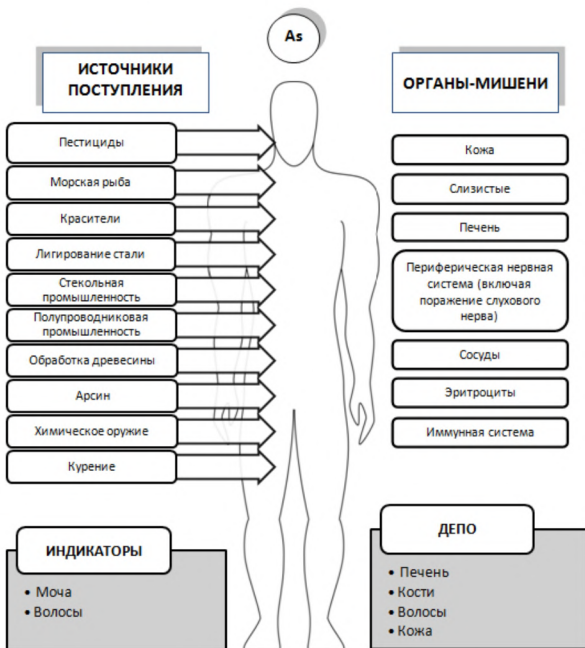 As
ИСТОЧНИКИ
ПОСТУПЛЕНИЯ
Пестициды
Морская рыба
Красители
Лигирование стали
Стекольная
промышленность
Полупроводниковая
промышленность
Обработка древесины
Арсин
Химическое оружие
Курение
ОРГАНЫ-МИШЕНИ
Кожа
Слизистые
Печень
Периферическая нервная
система (включая
поражение слухового
нерва)
Сосуды
Эритроциты
Иммунная система
ИНДИКАТОРЫ
• Моча
• Волосы
ДЕПО
• Печень
• Кости
• Волосы
• Кожа